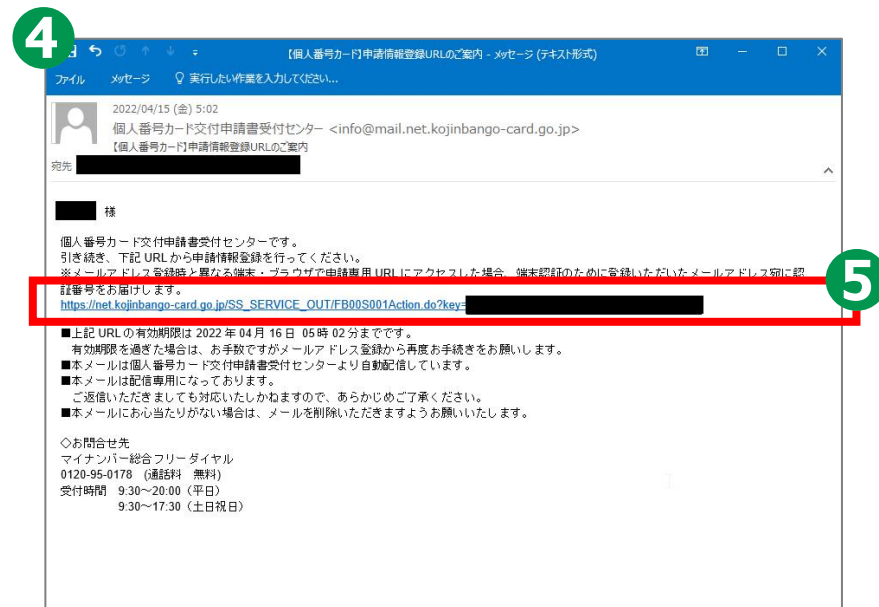 4
【個人番号カード】申請情報登録URLのご案内 - メッセージ (テキスト形式)
ファイル メッセージ 実行したい作業を入力してください...
2022/04/15 (金) 5:02
個人番号カード交付申請書受付センター <info@mail.net.kojinbango-card.go.jp>
【個人番号カード】申請情報登録URLのご案内
宛先
様
個人番号カード交付申請書受付センターです。
引き続き、下記 URL から申請情報登録を行ってください。
※メールアドレス登録時と異なる端末・ブラウザで申請専用 URL にアクセスした場合、端末認証のために登録いただいたメールアドレス宛に認
証番号をお届けします。
5
https://net.kojinbango-card.go.jp/SS_SERVICE_OUT/FB00S001Action.do?key=
■上記 URL の有効期限は 2022 年 04 月 16 日 05 時 02 分までです。
有効期限を過ぎた場合は、お手数ですがメールアドレス登録から再度お手続きをお願いします。
■本メールは個人番号カード交付申請書受付センターより自動配信しています。
■本メールは配信専用になっております。
ご返信いただきましても対応いたしかねますので、あらかじめご了承ください。
■本メールにお心当たりがない場合は、メールを削除いただきますようお願いいたします。
◇お問合せ先
マイナンバー総合フリーダイヤル
0120-95-0178 (通話料 無料)
受付時間 9:30～20:00（平日）
9:30～17:30（土日祝日）